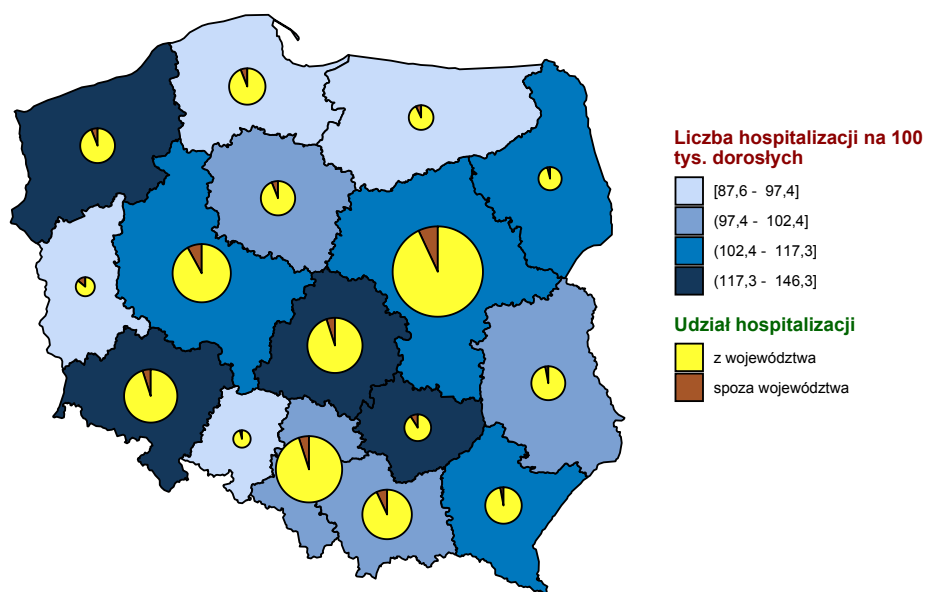 Liczba hospitalizacji na 100
tys. dorosłych
[87,6 - 97,4]
(97,4 - 102,4]
(102,4 - 117,3]
(117,3 - 146,3]
Udział hospitalizacji
z województwa
spoza województwa